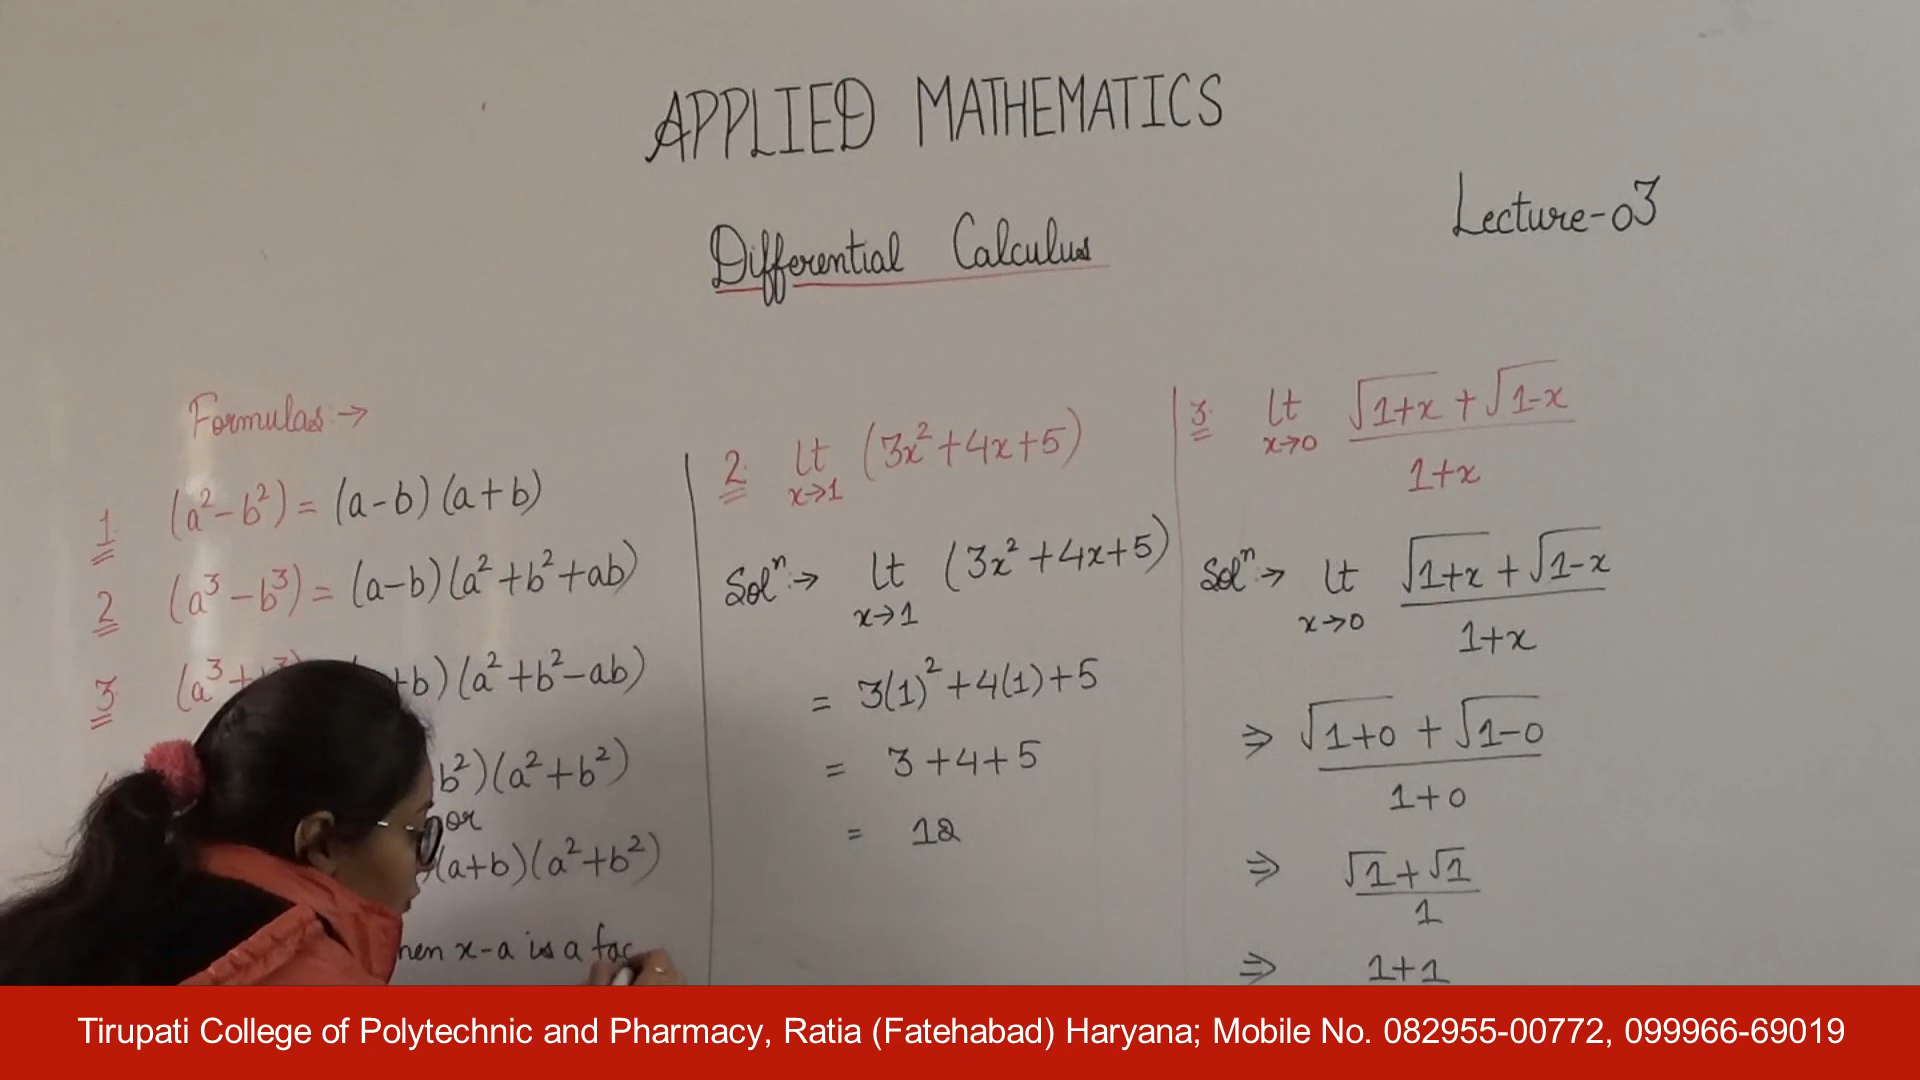 APPLIED MATHEMATICS
Differential Calculus
Lecture-03
Formulas:→
1 (a²-b²) = (a-b)(a+b)
2 (a³-b³) = (a-b)(a²+b²+ab)
3 (a³+ +b)(a²+b²-ab)
b²)(a²+b²)
or
(a+b)(a²+b²)
x-a is a fac
2. lt (3x²+4x+5)
x→1
Solⁿ:→ lt (3x²+4x+5)
x→1
= 3(1)²+4(1)+5
= 3+4+5
= 12
3. lt √1+x + √1-x
x→0
1+x
Solⁿ:→ lt √1+x + √1-x
x→0
1+x
⇒ √1+0 + √1-0
1+0
⇒ √1+√1
1
⇒ 1+1
Tirupati College of Polytechnic and Pharmacy, Ratia (Fatehabad) Haryana; Mobile No. 082955-00772, 099966-69019